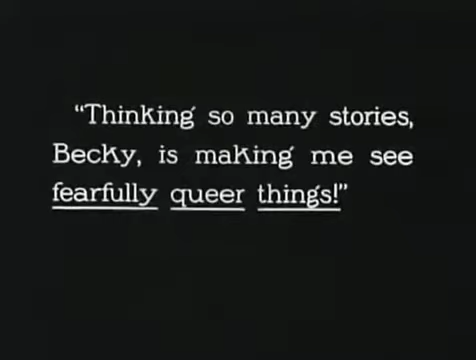 “Thinking so many stories,
Becky, is making me see
fearfully queer things!”